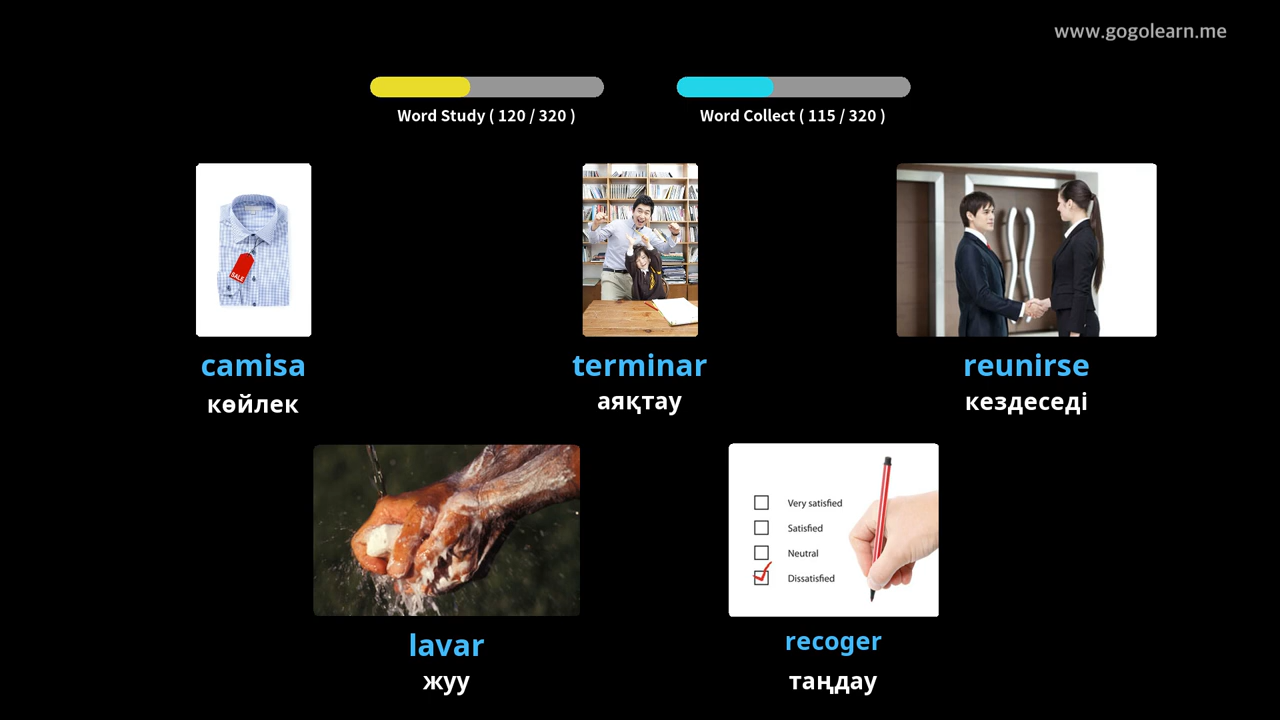 www.gogolearn.me
Word Study ( 120 / 320 )
Word Collect ( 115 / 320 )
SALE
camisa
көйлек
terminar
аяқтау
reunirse
кездеседі
Very satisfied
Satisfied
Neutral
Dissatisfied
lavar
жуу
recoger
таңдау